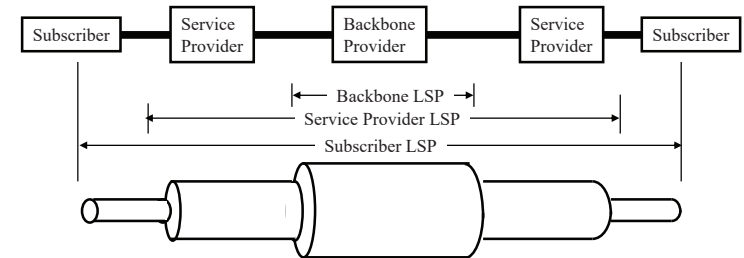 Subscriber
Service
Provider
Backbone
Provider
Service
Provider
Subscriber
Backbone LSP
Service Provider LSP
Subscriber LSP